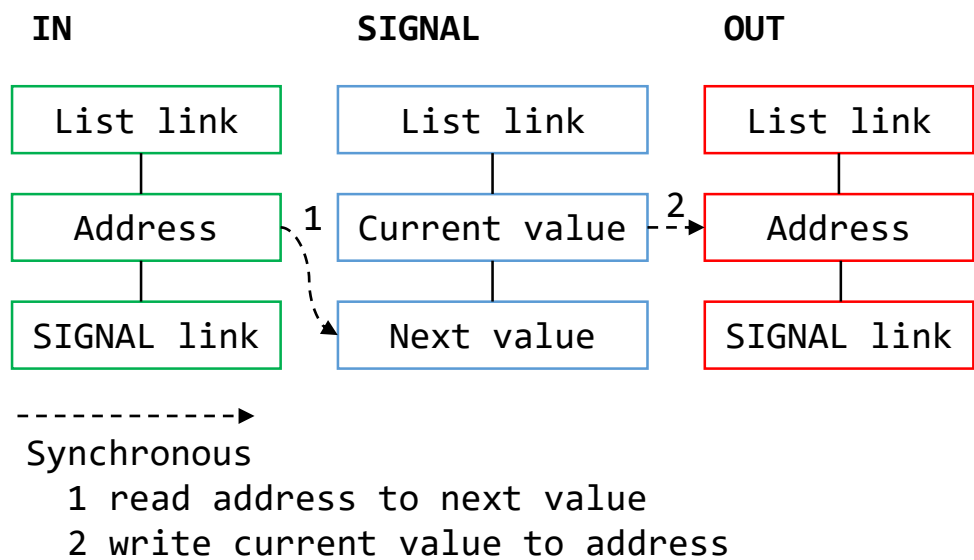 IN SIGNAL OUT
List link List link List link
Address 1 Current value 2 Address
SIGNAL link Next value SIGNAL link
Synchronous
1 read address to next value
2 write current value to address